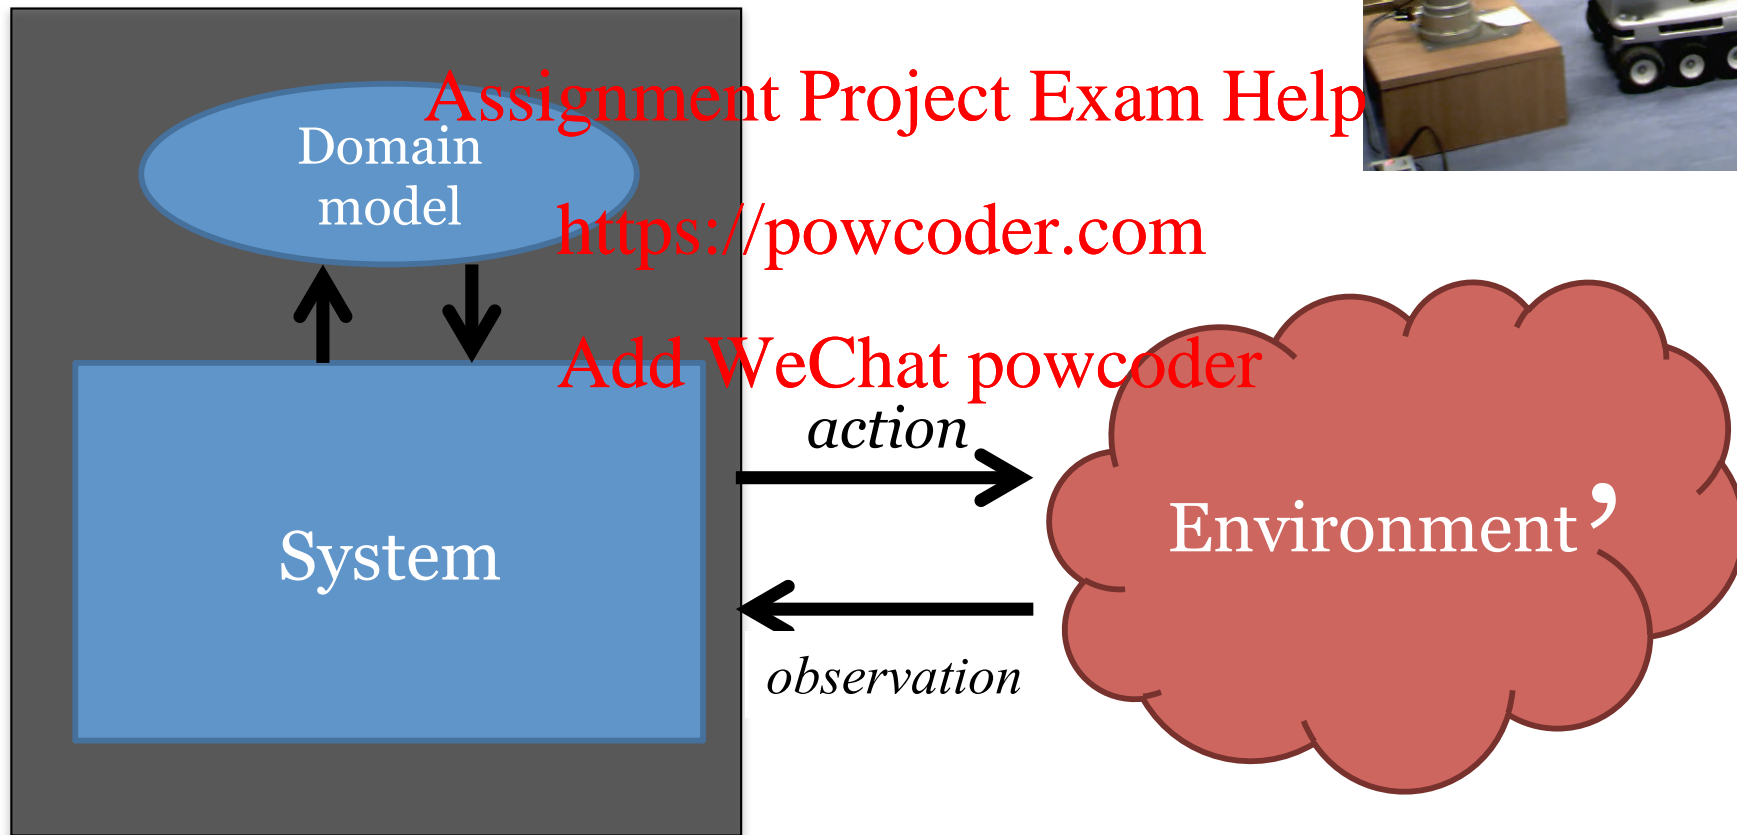 Assignment Project Exam Help
Domain
model
https://powcoder.com
Add WeChat powcoder
action
Environment’
System
observation